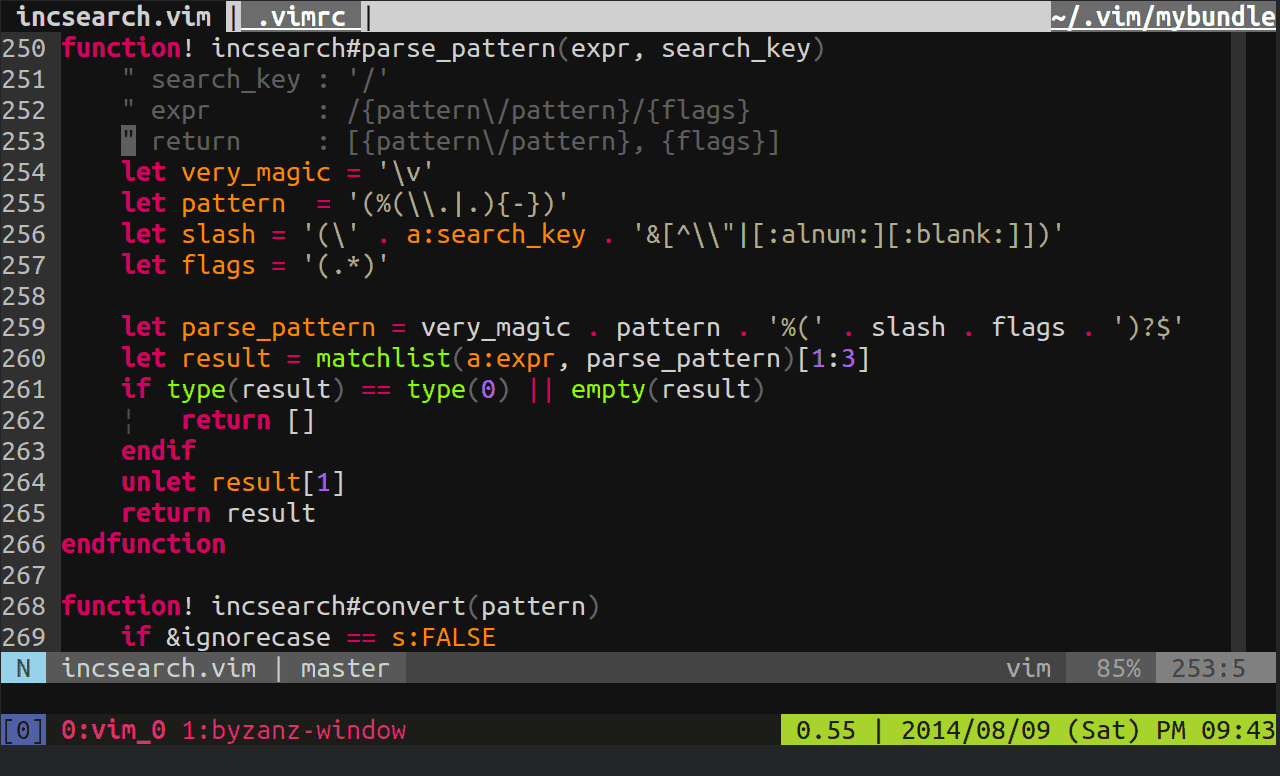 incsearch.vim | .vimrc | ~/.vim/mybundle
250 function! incsearch#parse_pattern(expr, search_key)
251     " search_key : '/'
252     " expr       : /{pattern\/pattern}/{flags}
253     " return     : [{pattern\/pattern}, {flags}]
254     let very_magic = '\v'
255     let pattern  = '(%(\\.|.){-})'
256     let slash = '(\' . a:search_key . '&[^\\"|[:alnum:][:blank:]])'
257     let flags = '(.*)'
258
259     let parse_pattern = very_magic . pattern . '%(' . slash . flags . ')?$'
260     let result = matchlist(a:expr, parse_pattern)[1:3]
261     if type(result) == type(0) || empty(result)
262     ¦   return []
263     endif
264     unlet result[1]
265     return result
266 endfunction
267
268 function! incsearch#convert(pattern)
269     if &ignorecase == s:FALSE
N incsearch.vim | master vim 85% 253:5
[0] 0:vim_0 1:byzanz-window 0.55 | 2014/08/09 (Sat) PM 09:43